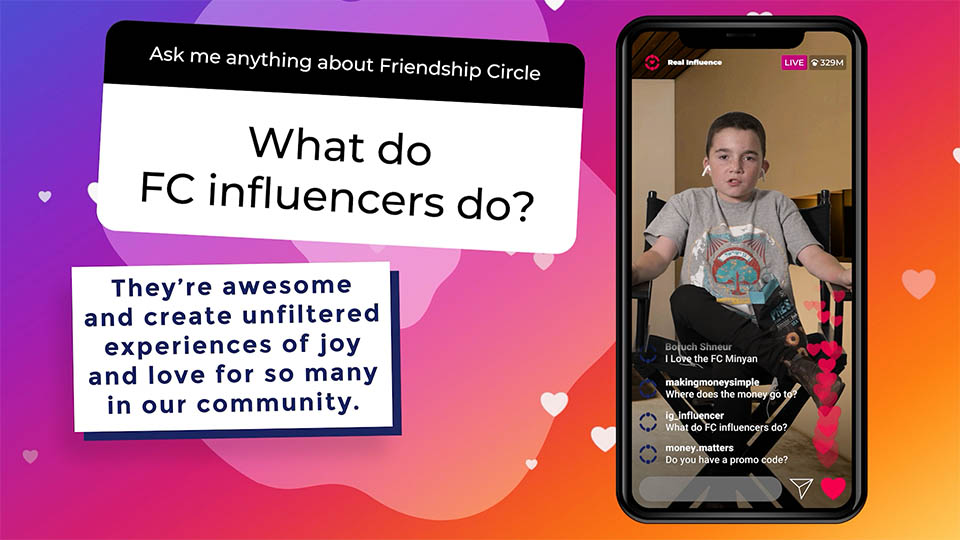 Ask me anything about Friendship Circle
What do
FC influencers do?
They're awesome
and create unfiltered
experiences of joy
and love for so many
in our community.
Real Influence
LIVE
329M
Boruch Shneur
I Love the FC Minyan
makingmoneysimple
Where does the money go to?
ig_influencer
What do FC influencers do?
money.matters
Do you have a promo code?